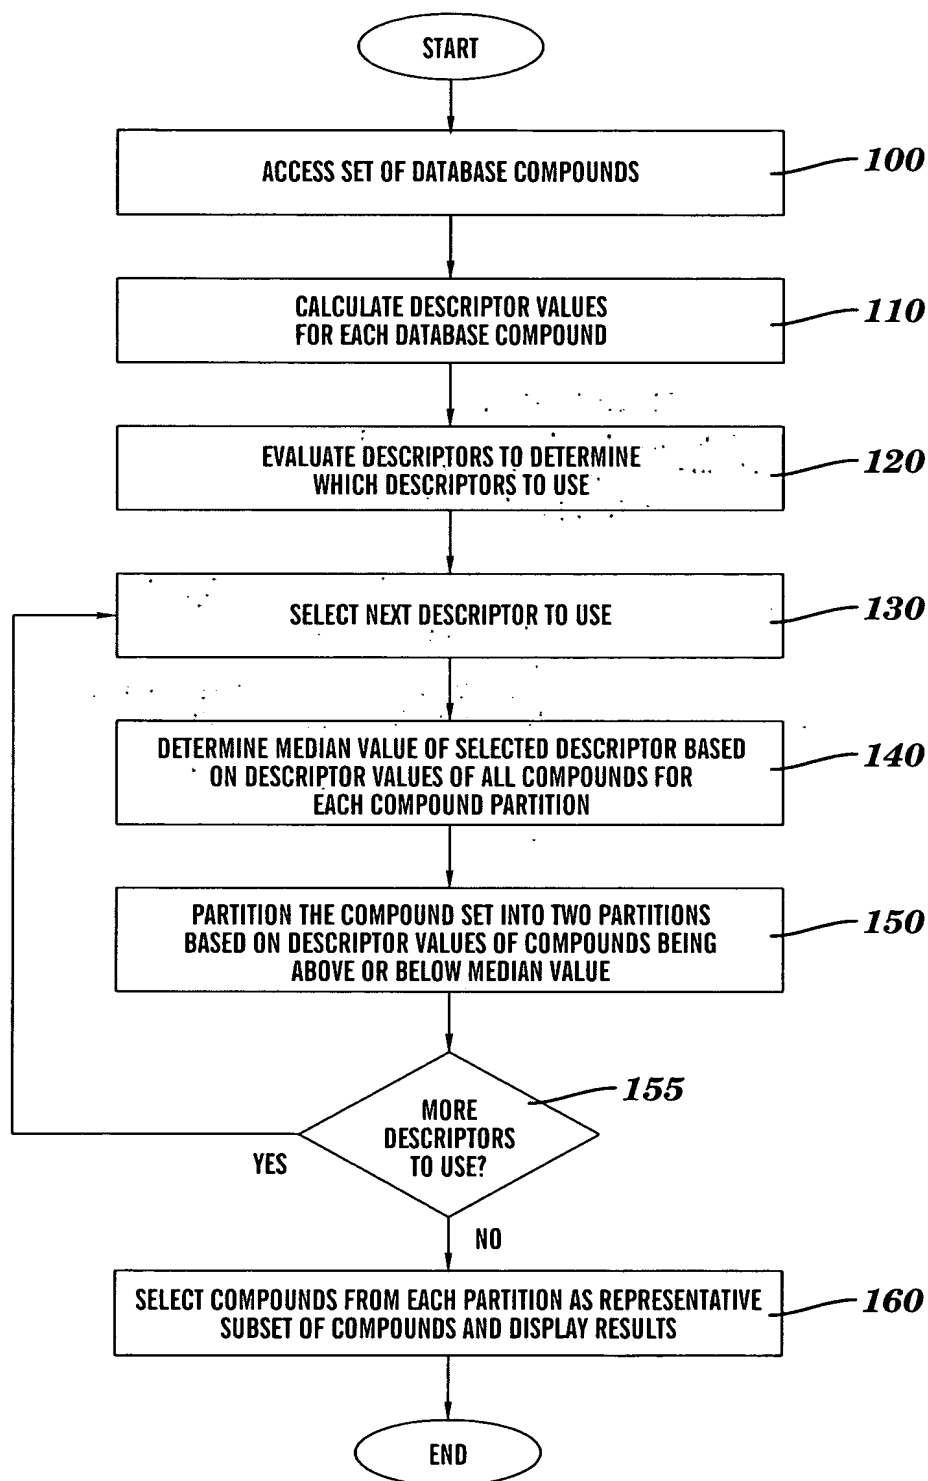 START
ACCESS SET OF DATABASE COMPOUNDS
100
CALCULATE DESCRIPTOR VALUES
FOR EACH DATABASE COMPOUND
110
EVALUATE DESCRIPTORS TO DETERMINE
WHICH DESCRIPTORS TO USE
120
SELECT NEXT DESCRIPTOR TO USE
130
DETERMINE MEDIAN VALUE OF SELECTED DESCRIPTOR BASED
ON DESCRIPTOR VALUES OF ALL COMPOUNDS FOR
EACH COMPOUND PARTITION
140
PARTITION THE COMPOUND SET INTO TWO PARTITIONS
BASED ON DESCRIPTOR VALUES OF COMPOUNDS BEING
ABOVE OR BELOW MEDIAN VALUE
150
MORE
DESCRIPTORS
TO USE?
155
YES
NO
SELECT COMPOUNDS FROM EACH PARTITION AS REPRESENTATIVE
SUBSET OF COMPOUNDS AND DISPLAY RESULTS
160
END